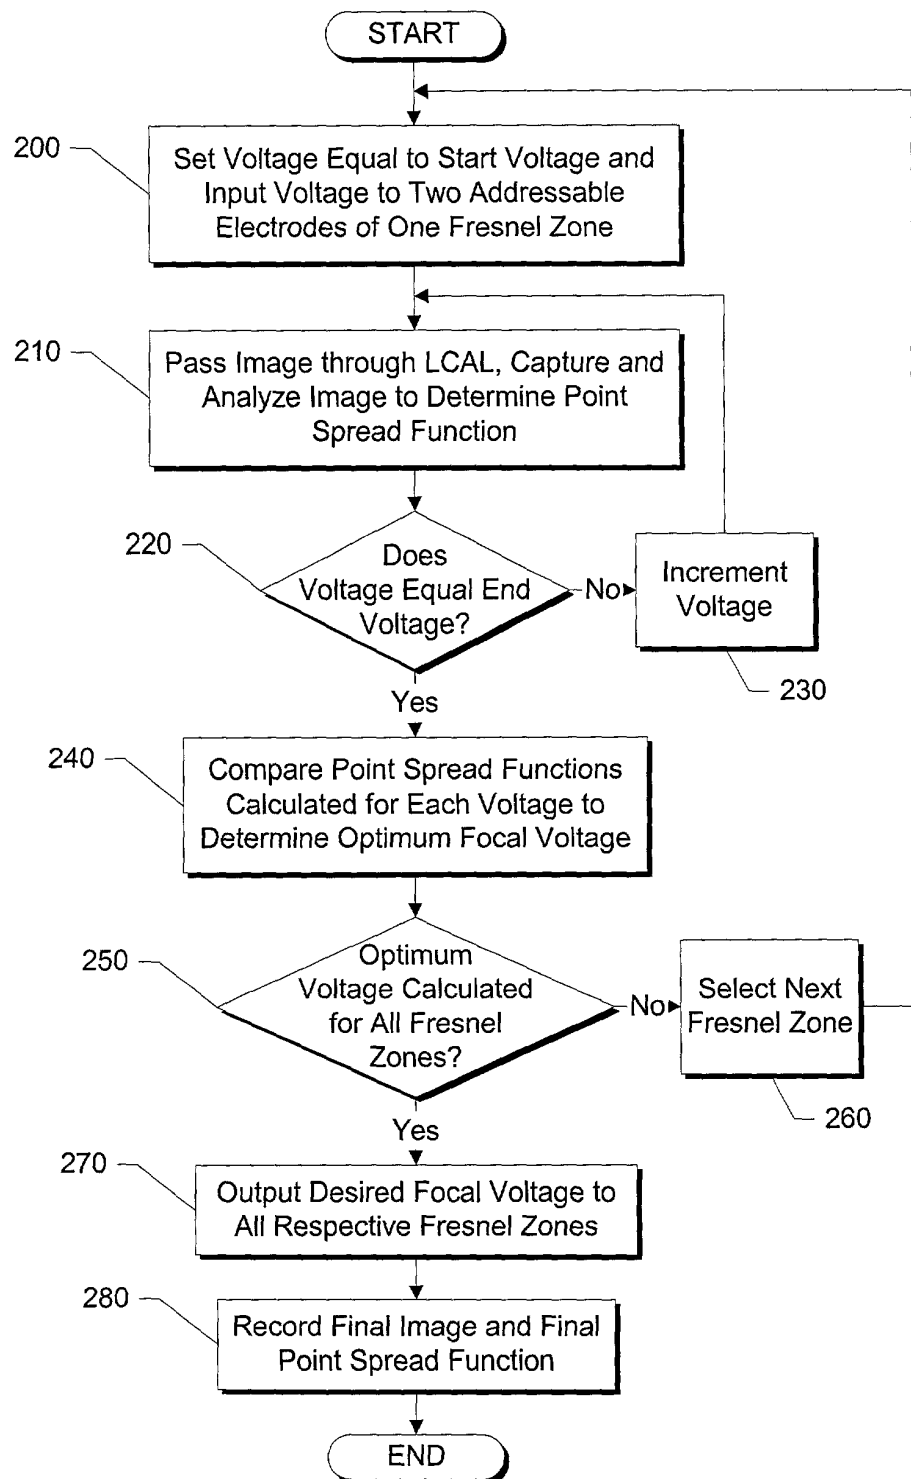 START
200
Set Voltage Equal to Start Voltage and
Input Voltage to Two Addressable
Electrodes of One Fresnel Zone
210
Pass Image through LCAL, Capture and
Analyze Image to Determine Point
Spread Function
220
Does
Voltage Equal End
Voltage?
No
Increment
Voltage
230
Yes
240
Compare Point Spread Functions
Calculated for Each Voltage to
Determine Optimum Focal Voltage
250
Optimum
Voltage Calculated
for All Fresnel
Zones?
No
Select Next
Fresnel Zone
260
Yes
270
Output Desired Focal Voltage to
All Respective Fresnel Zones
280
Record Final Image and Final
Point Spread Function
END